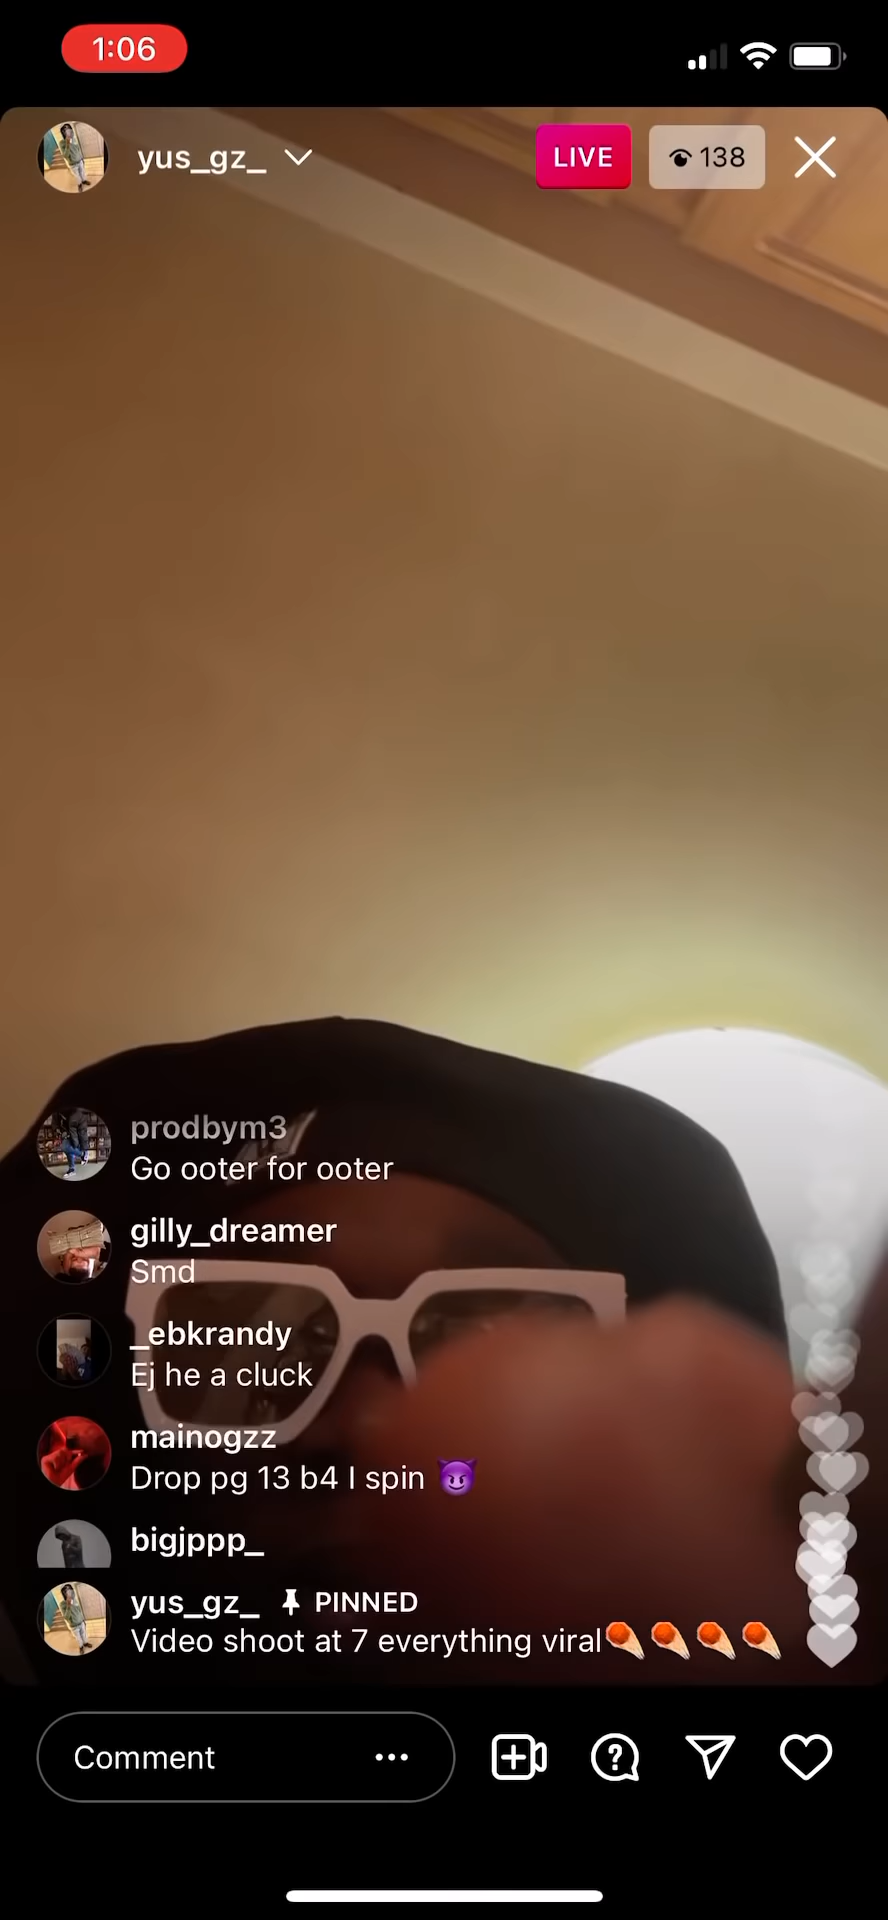 1:06
yus_gz_
LIVE
138
prodbym3
Go ooter for ooter
gilly_dreamer
Smd
_ebkrandy
Ej he a cluck
mainogzz
Drop pg 13 b4 I spin 😈
bigjppp_
yus_gz_ PINNED
Video shoot at 7 everything viral
Comment